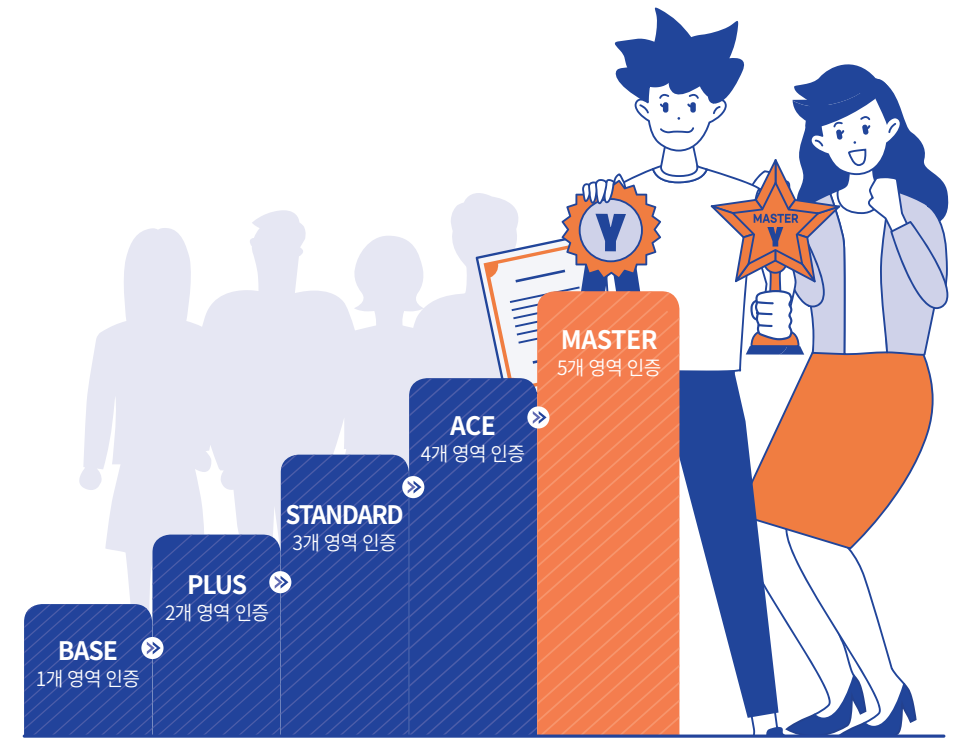 Y
MASTER
Y
MASTER
5개 영역 인증
ACE
4개 영역 인증
STANDARD
3개 영역 인증
PLUS
2개 영역 인증
BASE
1개 영역 인증